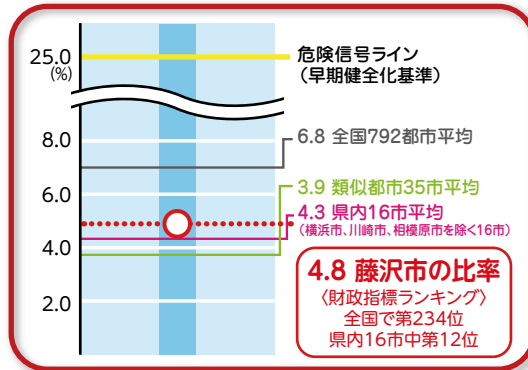 25.0
(%)
危険信号ライン
（早期健全化基準）
8.0
6.8 全国792都市平均
6.0
3.9 類似都市35市平均
4.3 県内16市平均
（横浜市、川崎市、相模原市を除く16市）
4.0
4.8 藤沢市の比率
〈財政指標ランキング〉
全国で第234位
県内16市中第12位
2.0